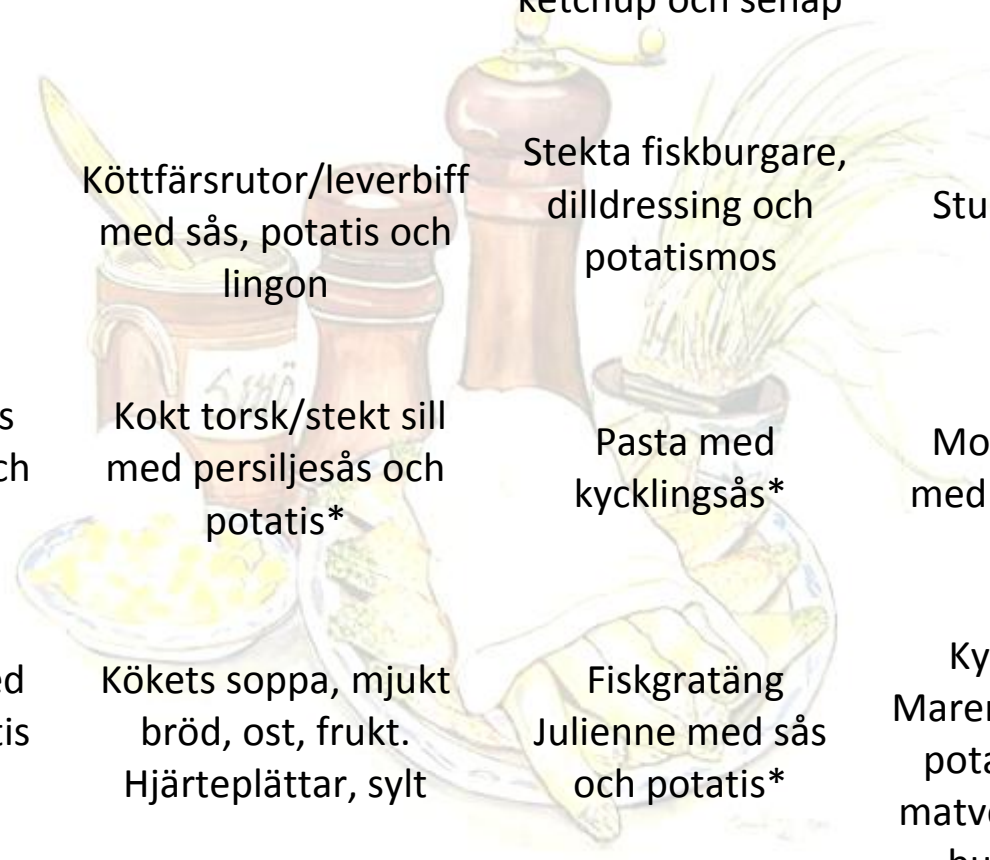 ketchup och senap
Köttfärsrutor/leverbiff
med sås, potatis och
lingon
Stekta fiskburgare,
dilldressing och
potatismos
Stu
s
ch
Kokt torsk/stekt sill
med persiljesås och
potatis*
Pasta med
kycklingsås*
Mo
med
ed
tis
Kökets soppa, mjukt
bröd, ost, frukt.
Hjärteplättar, sylt
Fiskgratäng
Julienne med sås
och potatis*
Ky
Maren
pota
matve